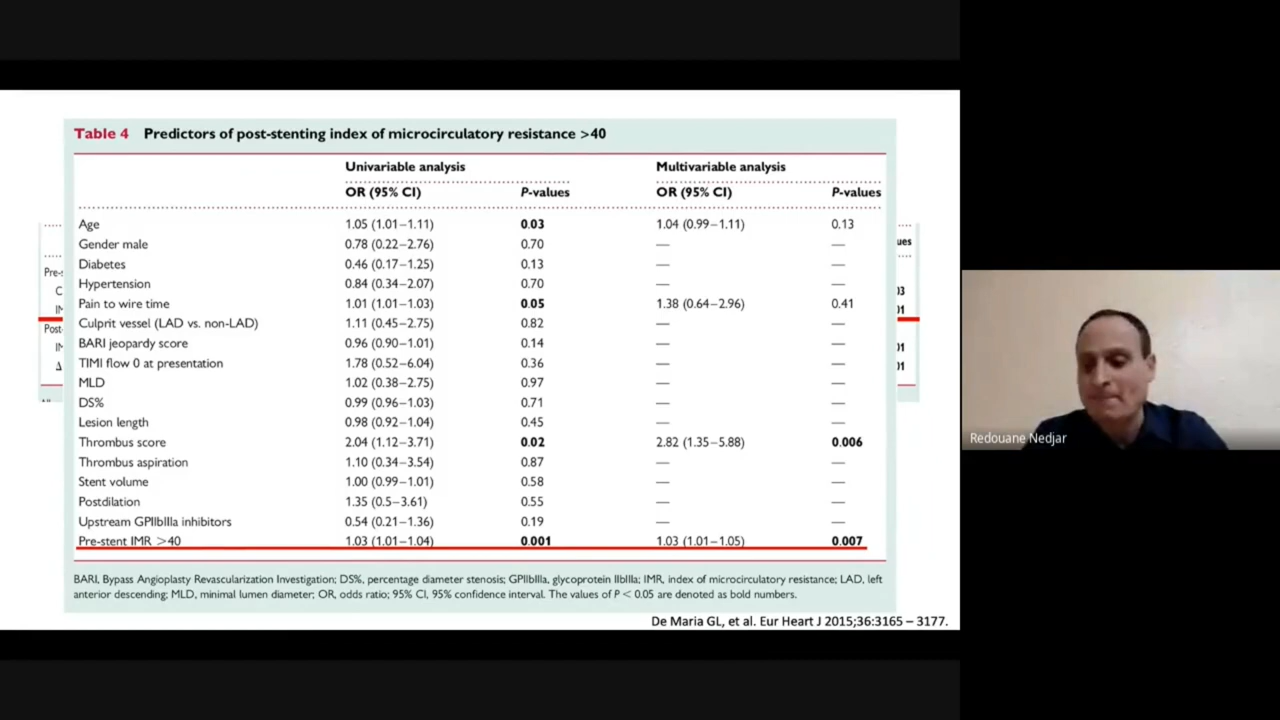 Table 4 Predictors of post-stenting index of microcirculatory resistance >40
Univariable analysis Multivariable analysis
OR (95% CI) P-values OR (95% CI) P-values
Age 1.05 (1.01–1.11) 0.03 1.04 (0.99–1.11) 0.13
Gender male 0.78 (0.22–2.76) 0.70 — —
Diabetes 0.46 (0.17–1.25) 0.13 — —
Hypertension 0.84 (0.34–2.07) 0.70 — —
Pain to wire time 1.01 (1.01–1.03) 0.05 1.38 (0.64–2.96) 0.41
Culprit vessel (LAD vs. non-LAD) 1.11 (0.45–2.75) 0.82 — —
BARI jeopardy score 0.96 (0.90–1.01) 0.14 — —
TIMI flow 0 at presentation 1.78 (0.52–6.04) 0.36 — —
MLD 1.02 (0.38–2.75) 0.97 — —
DS% 0.99 (0.96–1.03) 0.71 — —
Lesion length 0.98 (0.92–1.04) 0.45 — —
Thrombus score 2.04 (1.12–3.71) 0.02 2.82 (1.35–5.88) 0.006
Thrombus aspiration 1.10 (0.34–3.54) 0.87 — —
Stent volume 1.00 (0.99–1.01) 0.58 — —
Postdilation 1.35 (0.5–3.61) 0.55 — —
Upstream GPIIbIIIa inhibitors 0.54 (0.21–1.36) 0.19 — —
Pre-stent IMR >40 1.03 (1.01–1.04) 0.001 1.03 (1.01–1.05) 0.007
BARI, Bypass Angioplasty Revascularization Investigation; DS%, percentage diameter stenosis; GPIIbIIIa, glycoprotein IIbIIIa; IMR, index of microcirculatory resistance; LAD, left
anterior descending; MLD, minimal lumen diameter; OR, odds ratio; 95% CI, 95% confidence interval. The values of P < 0.05 are denoted as bold numbers.
De Maria GL, et al. Eur Heart J 2015;36:3165 – 3177.
Redouane Nedjar